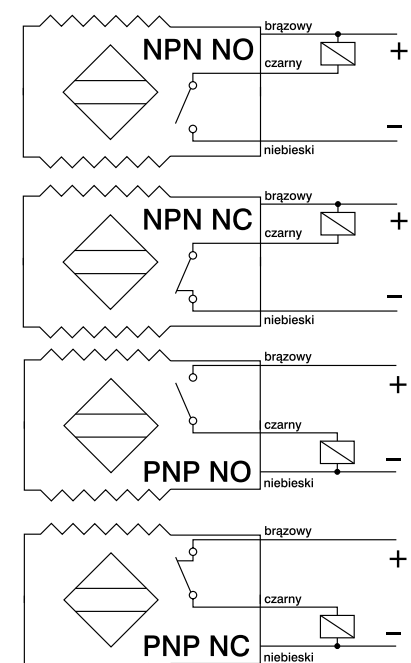 brązowy
NPN NO
+
czarny
–
niebieski
brązowy
NPN NC
+
czarny
–
niebieski
brązowy
+
czarny
PNP NO
–
niebieski
brązowy
+
czarny
PNP NC
–
niebieski